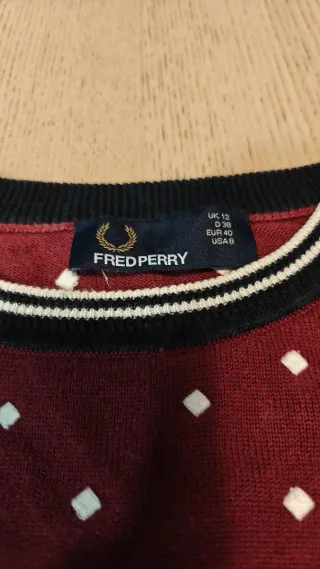 FRED PERRY
UK 12
D 38
EUR 40
USA 8